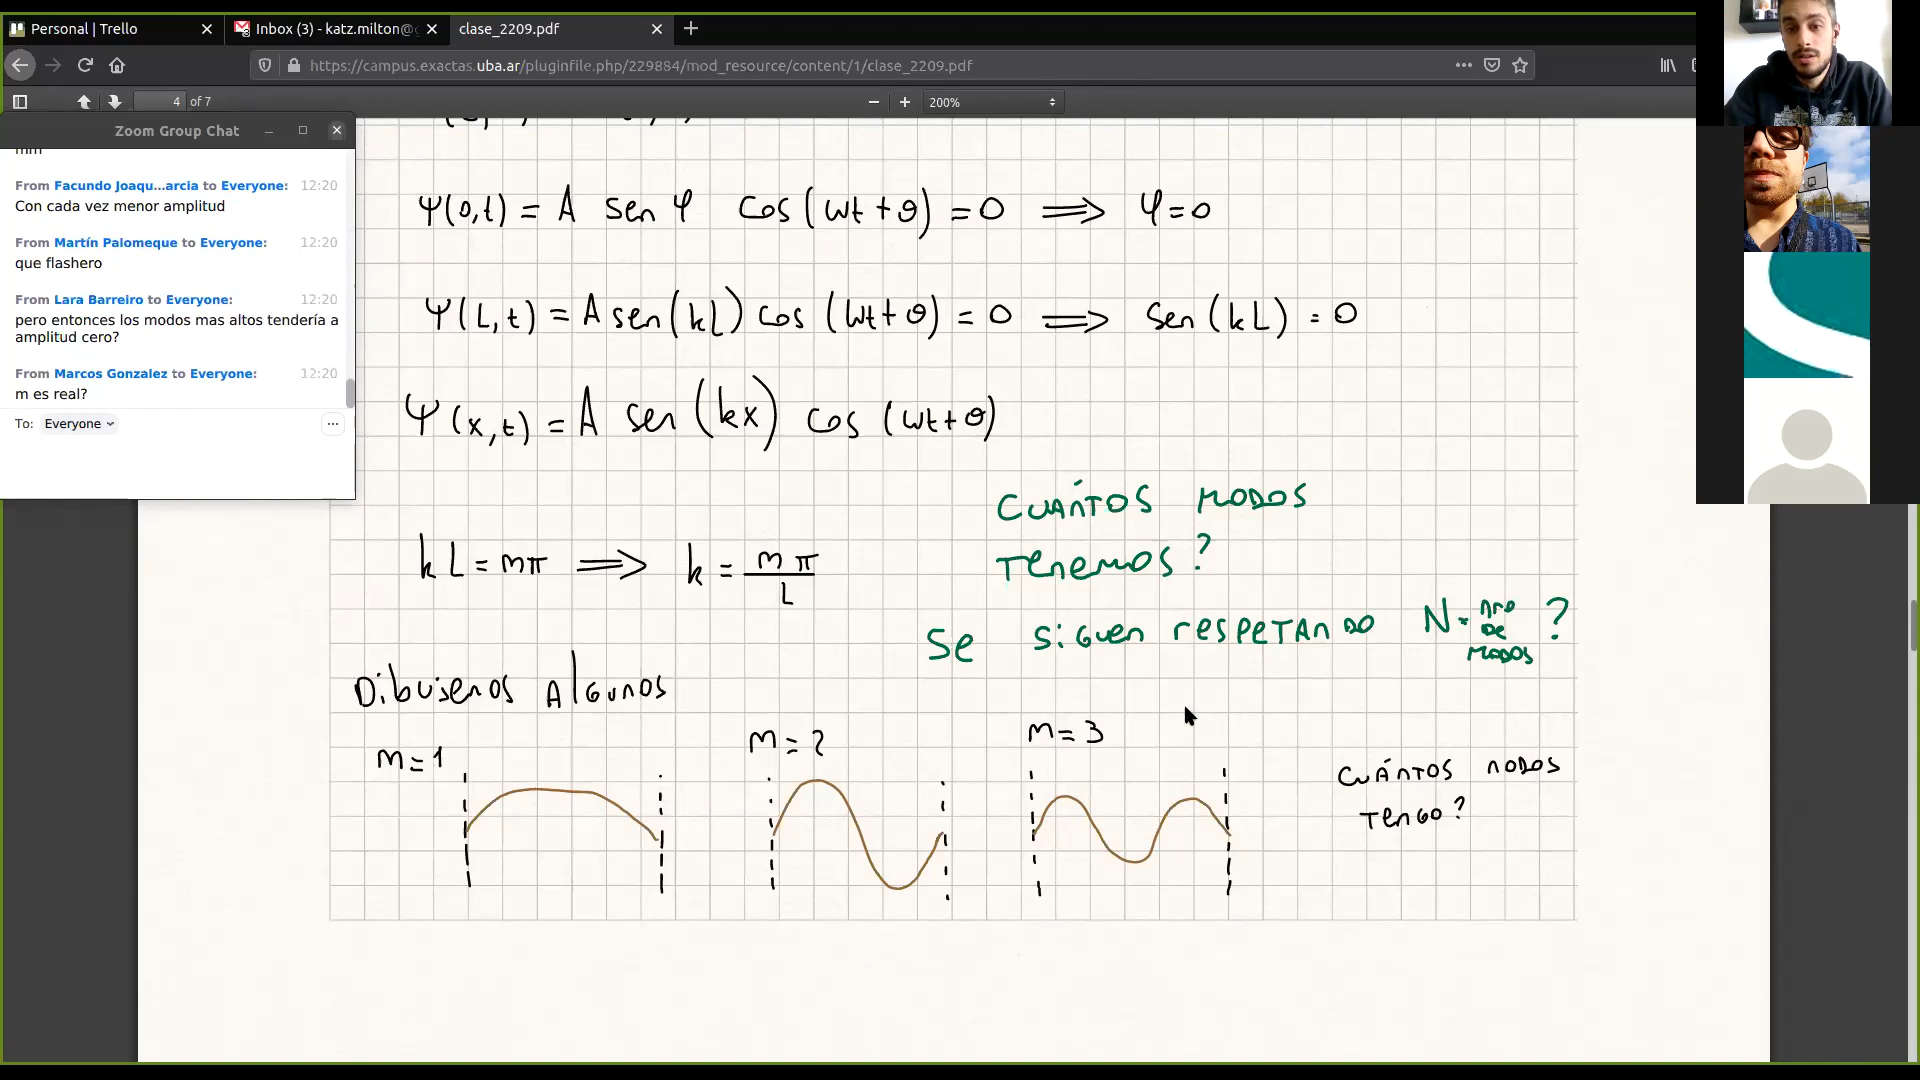 Personal | Trello
Inbox (3) - katz.milton@
clase_2209.pdf
https://campus.exactas.uba.ar/pluginfile.php/229884/mod_resource/content/1/clase_2209.pdf
4 of 7
200%
Zoom Group Chat
mm
From Facundo Joaqu...arcia to Everyone: 12:20
Con cada vez menor amplitud
From Martín Palomeque to Everyone: 12:20
que flashero
From Lara Barreiro to Everyone: 12:20
pero entonces los modos mas altos tendería a
amplitud cero?
From Marcos Gonzalez to Everyone: 12:20
m es real?
To: Everyone
Ψ(0,t) = A sen φ cos(ωt+θ) = 0 ⟹ φ=0
Ψ(L,t) = A sen(kL) cos(ωt+θ) = 0 ⟹ sen(kL) = 0
Ψ(x,t) = A sen(kx) cos(ωt+θ)
CUÁNTOS MODOS
Tenemos?
kL = mπ ⟹ k = mπ/L
Se siguen respetando N = nro de modos ?
Dibujemos Algunos
m=1
m=2
m=3
CUÁNTOS NODOS
Tengo?